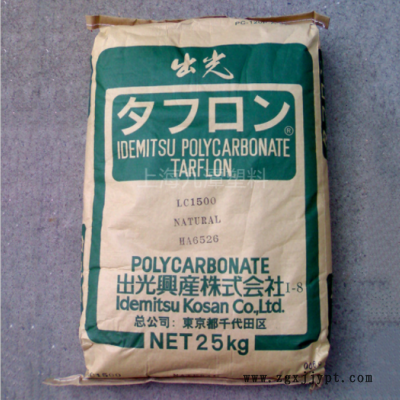 出光
タフロン®
IDEMITSU POLYCARBONATE
TARFLON
LC1500
NATURAL
HA6526
POLYCARBONATE
出光興産株式会社 I-8
Idemitsu Kosan Co.,Ltd.
总公司: 東京都千代田区
NET 25kg
www.zgxjjypt.com